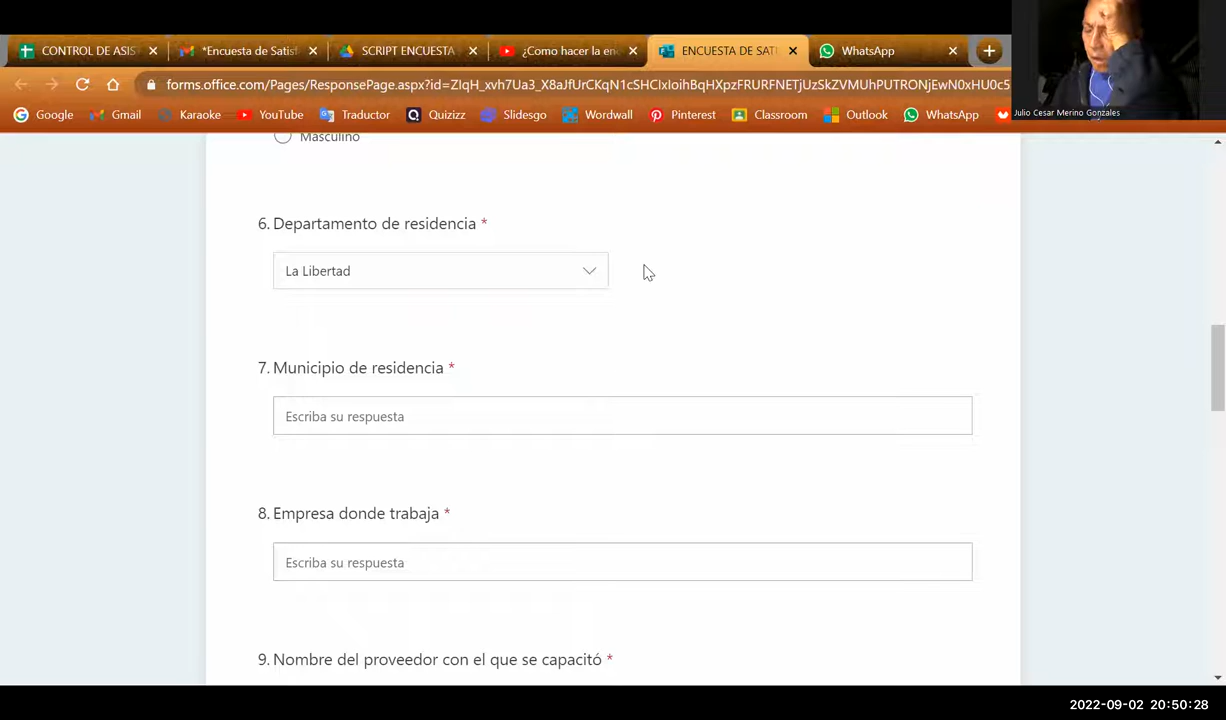 CONTROL DE ASIS
*Encuesta de Satisf
SCRIPT ENCUESTA
¿Como hacer la en
ENCUESTA DE SATI
WhatsApp
forms.office.com/Pages/ResponsePage.aspx?id=ZIqH_xvh7Ua3_X8aJfUrCKqN1cSHCIxIoihBqHXpzFRURFNETjUzSkZVMUhPUTRONjEwN0xHU0c5
Google
Gmail
Karaoke
YouTube
Traductor
Quizizz
Slidesgo
Wordwall
Pinterest
Classroom
Outlook
WhatsApp
Julio Cesar Merino Gonzales
Masculino
6. Departamento de residencia *
La Libertad
7. Municipio de residencia *
Escriba su respuesta
8. Empresa donde trabaja *
Escriba su respuesta
9. Nombre del proveedor con el que se capacitó *
2022-09-02 20:50:28